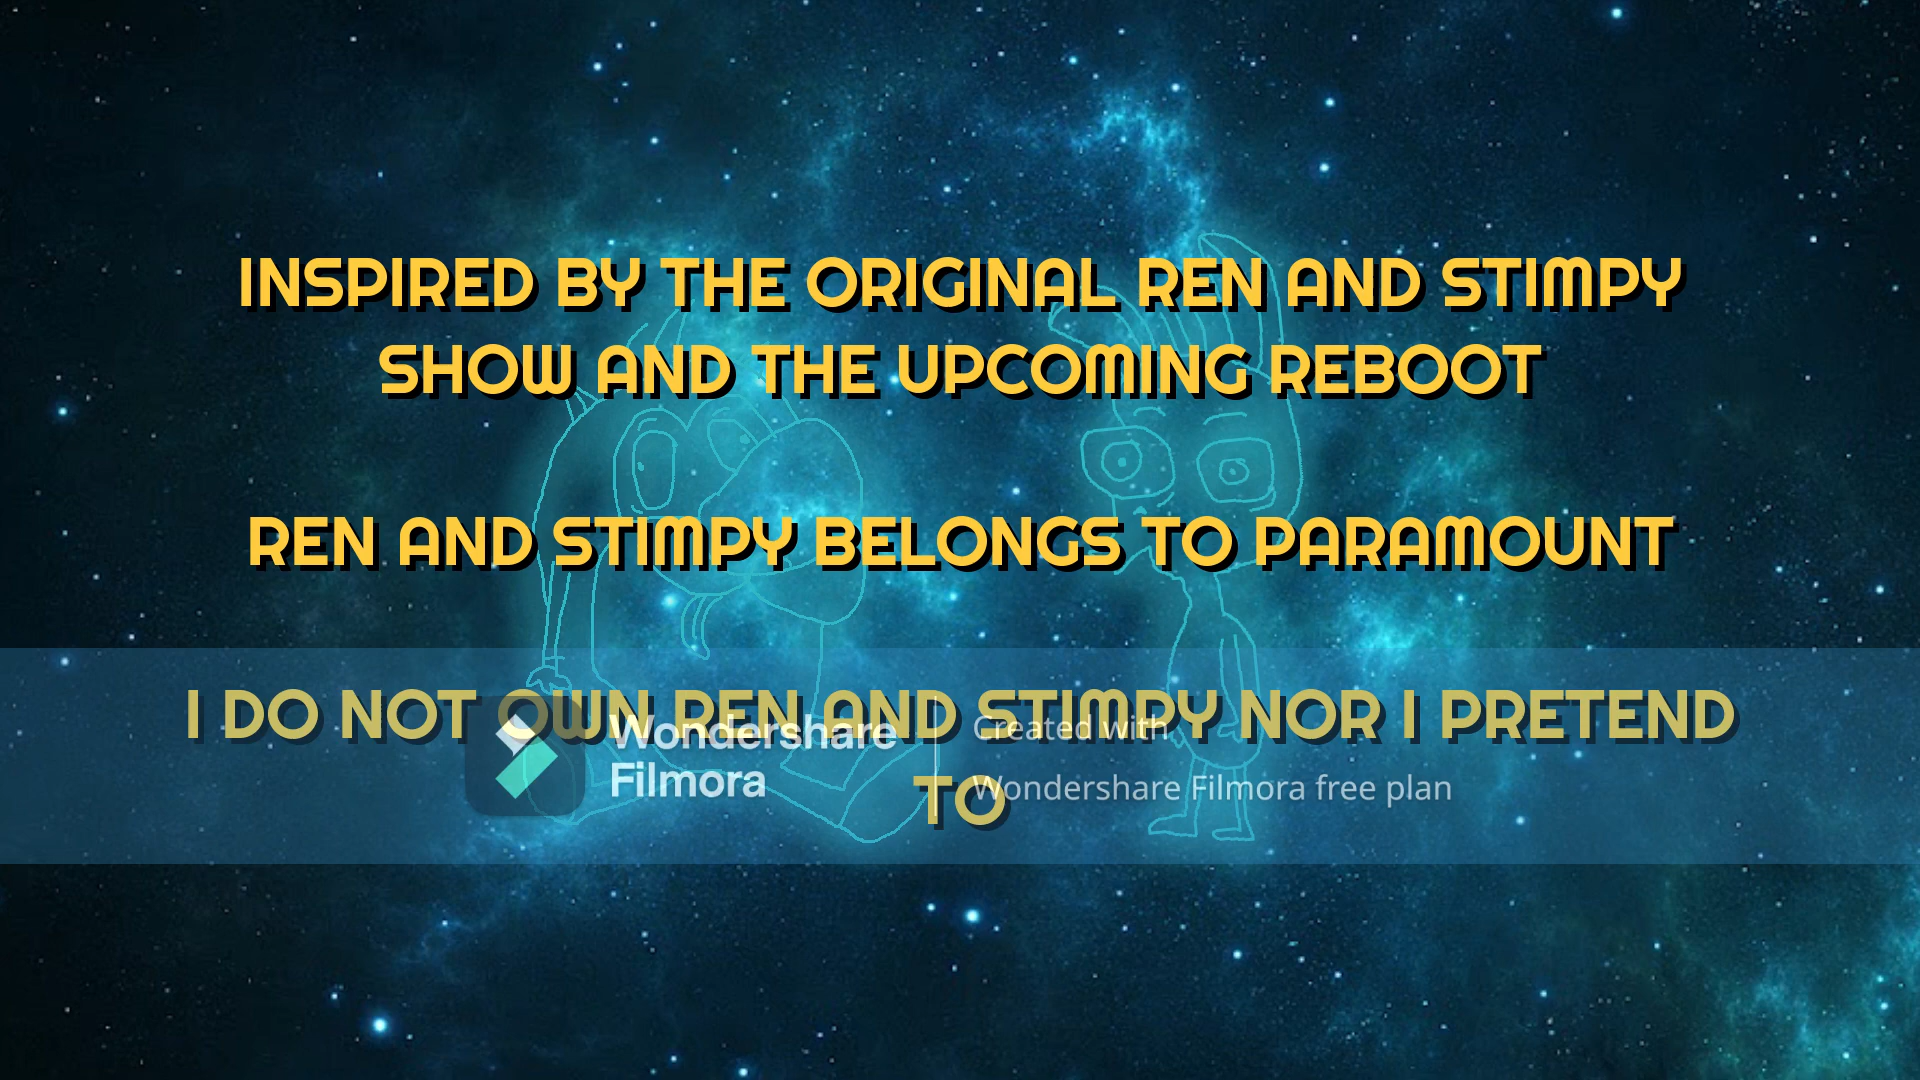 INSPIRED BY THE ORIGINAL REN AND STIMPY
SHOW AND THE UPCOMING REBOOT
REN AND STIMPY BELONGS TO PARAMOUNT
I DO NOT OWN REN AND STIMPY NOR I PRETEND
TO
Wondershare
Filmora
Created with
Wondershare Filmora free plan